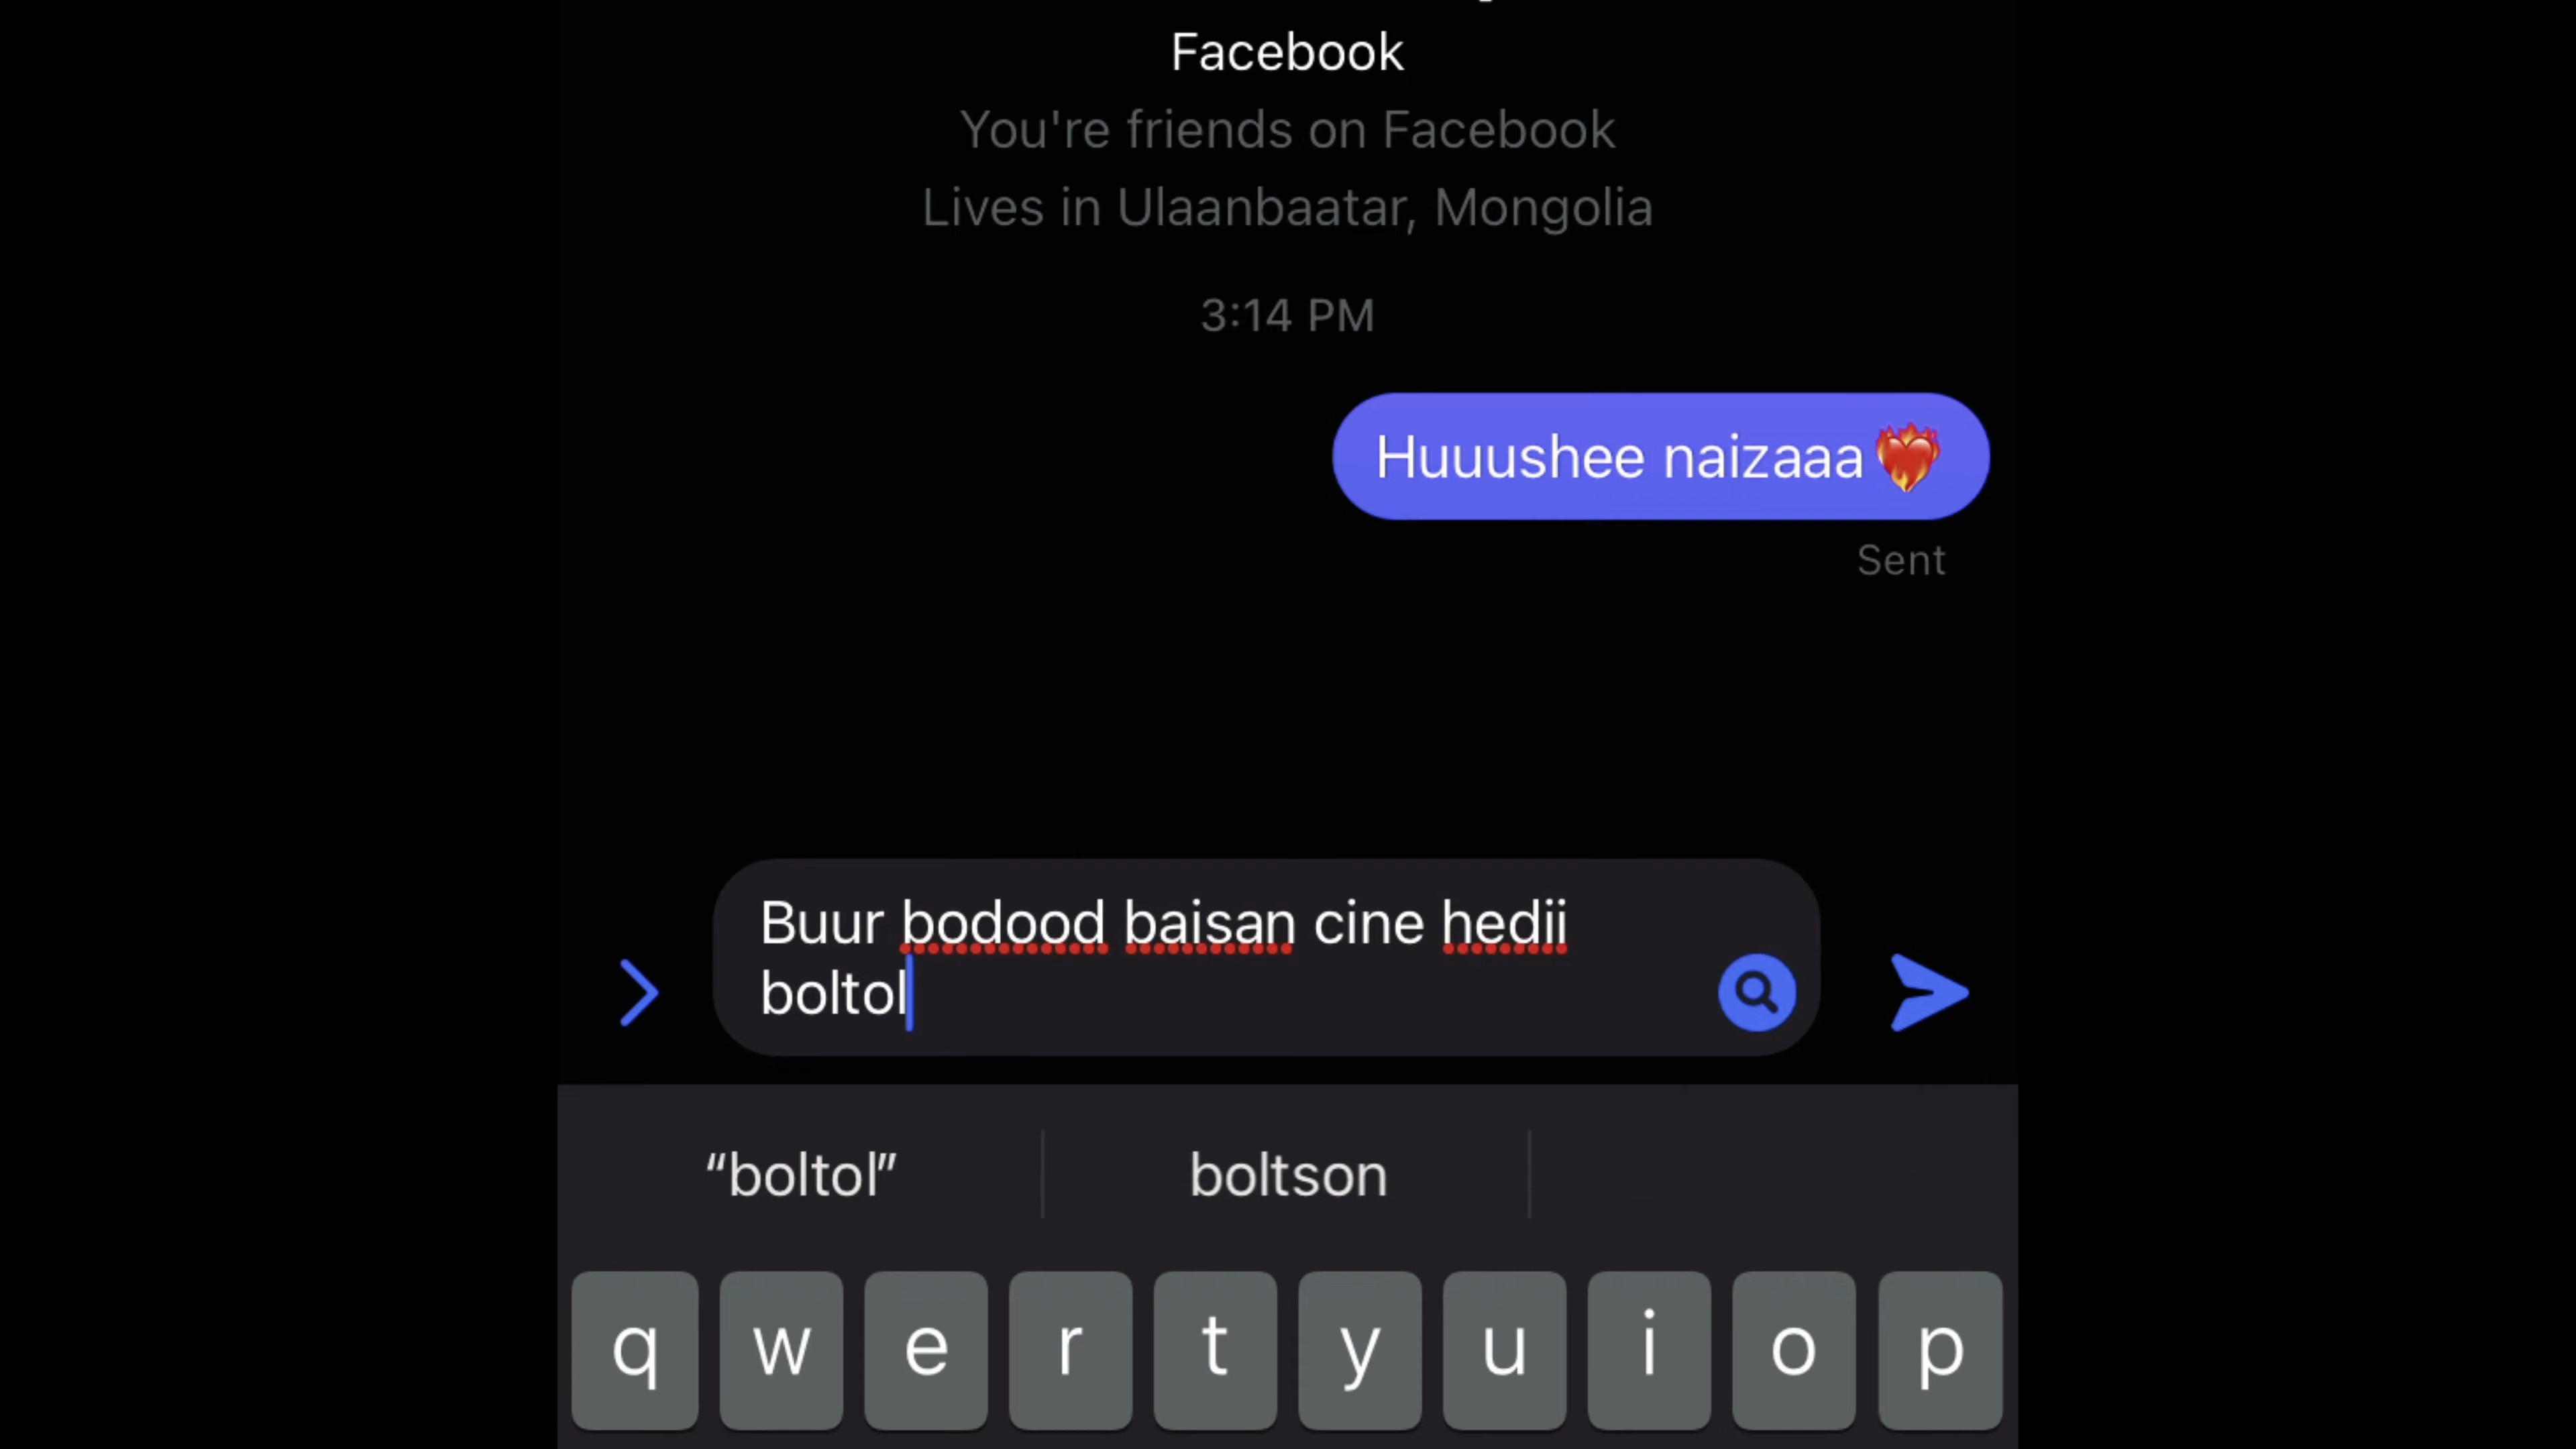 Facebook
You're friends on Facebook
Lives in Ulaanbaatar, Mongolia
3:14 PM
Huuushee naizaaa❤️‍🔥
Sent
Buur bodood baisan cine hedii
boltol
“boltol” boltson
q w e r t y u i o p